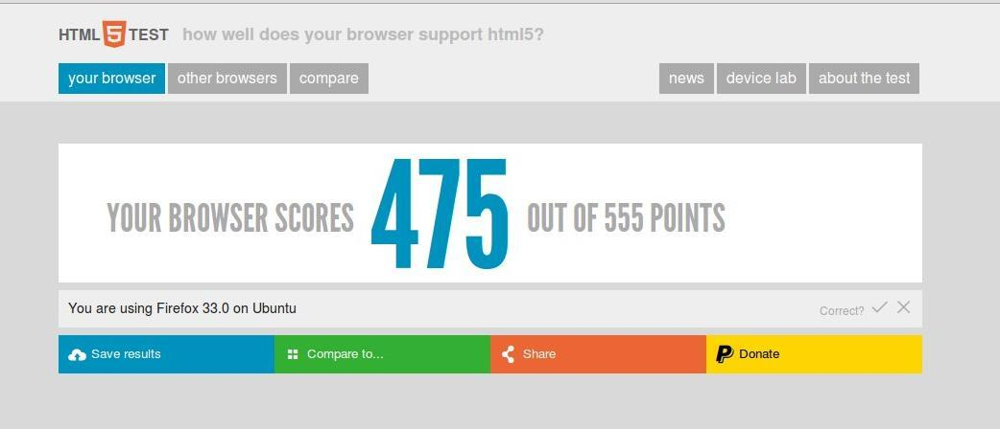 HTML 5 TEST how well does your browser support html5?
your browser other browsers compare news device lab about the test
YOUR BROWSER SCORES 475 OUT OF 555 POINTS
You are using Firefox 33.0 on Ubuntu Correct?
Save results Compare to... Share Donate